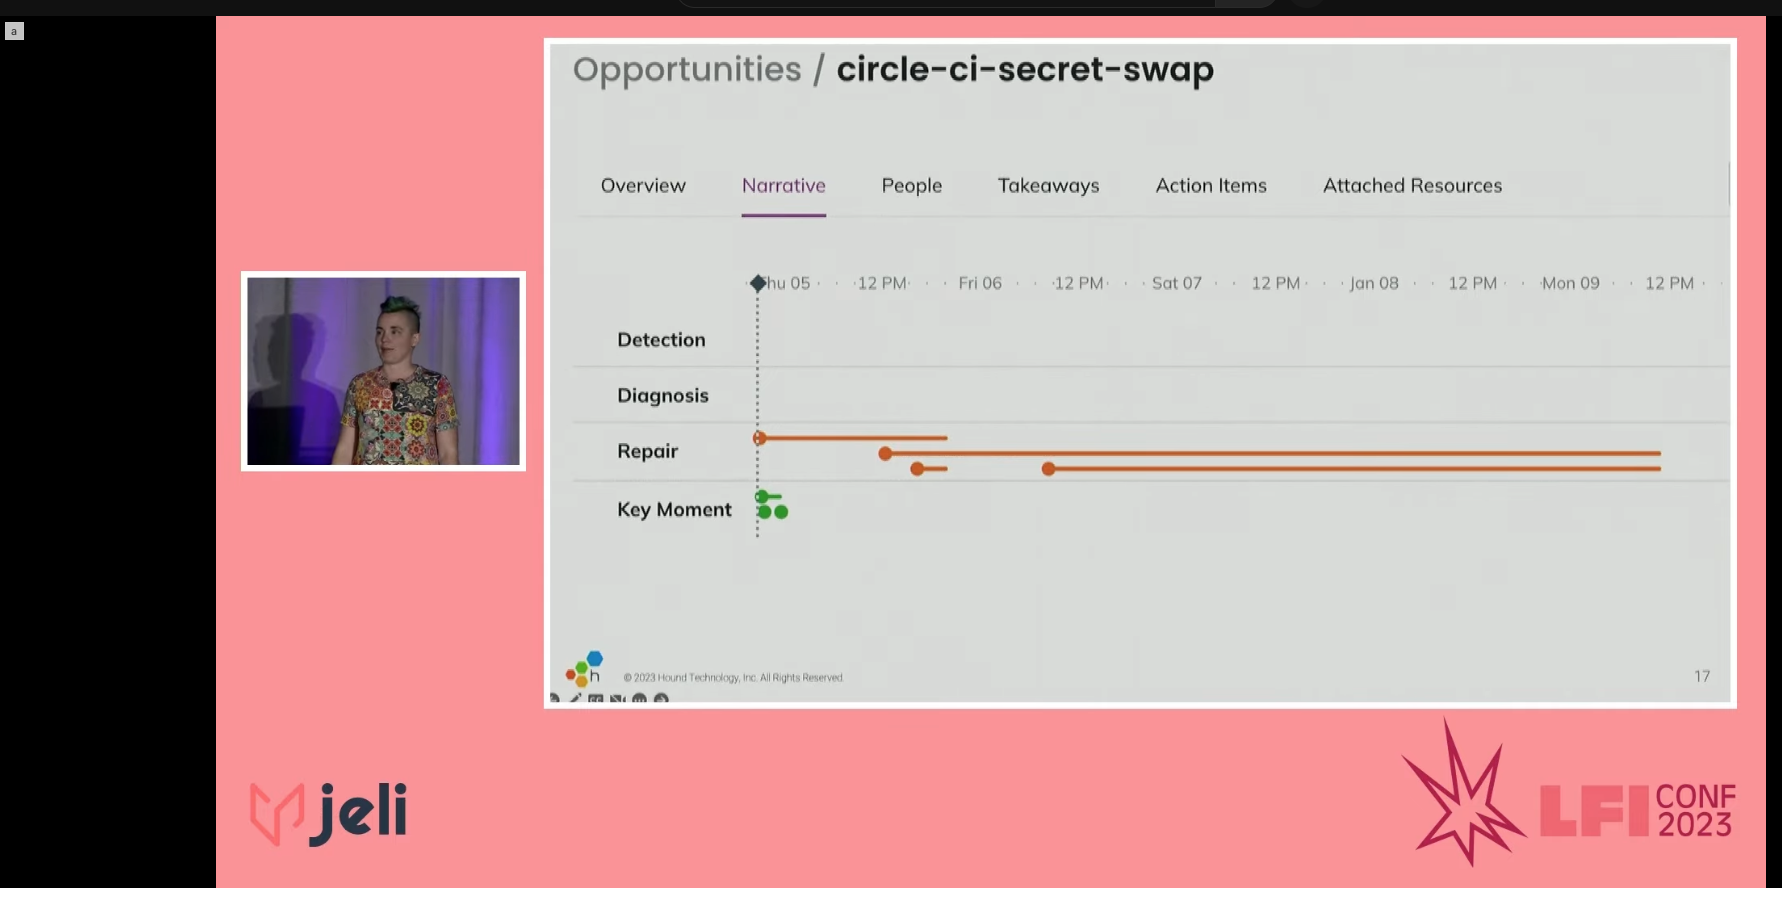 a
Opportunities / circle-ci-secret-swap
Overview Narrative People Takeaways Action Items Attached Resources
hu 05 12 PM Fri 06 12 PM Sat 07 12 PM Jan 08 12 PM Mon 09 12 PM
Detection
Diagnosis
Repair
Key Moment
h © 2023 Hound Technology, Inc. All Rights Reserved. 17
CC
jeli
LFI CONF
2023